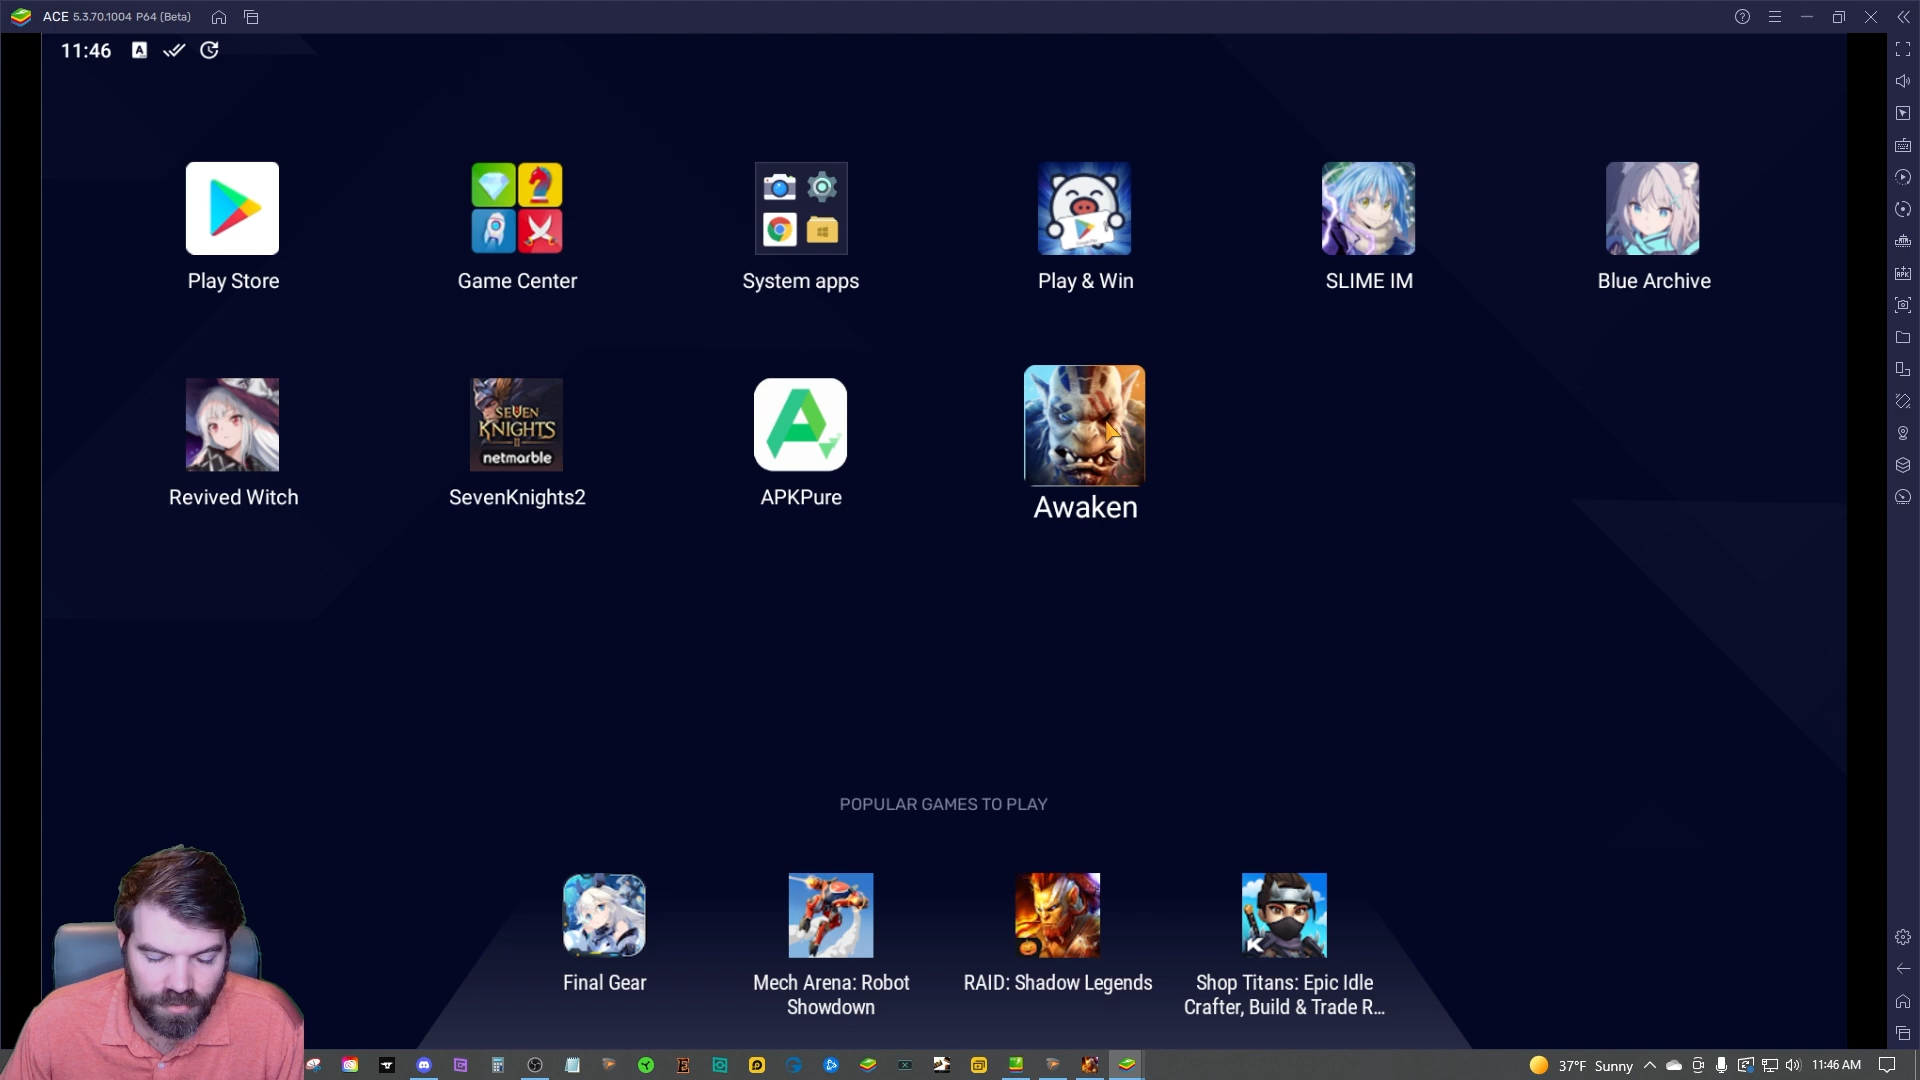 ACE 5.3.70.1004 P64 (Beta)
11:46
Play Store
Game Center
System apps
Play & Win
SLIME IM
Blue Archive
SEVEN
KNIGHTS
II
netmarble
Revived Witch
SevenKnights2
APKPure
Awaken
POPULAR GAMES TO PLAY
K
Final Gear
Mech Arena: Robot
Showdown
RAID: Shadow Legends
Shop Titans: Epic Idle
Crafter, Build & Trade R...
37°F Sunny
11:46 AM